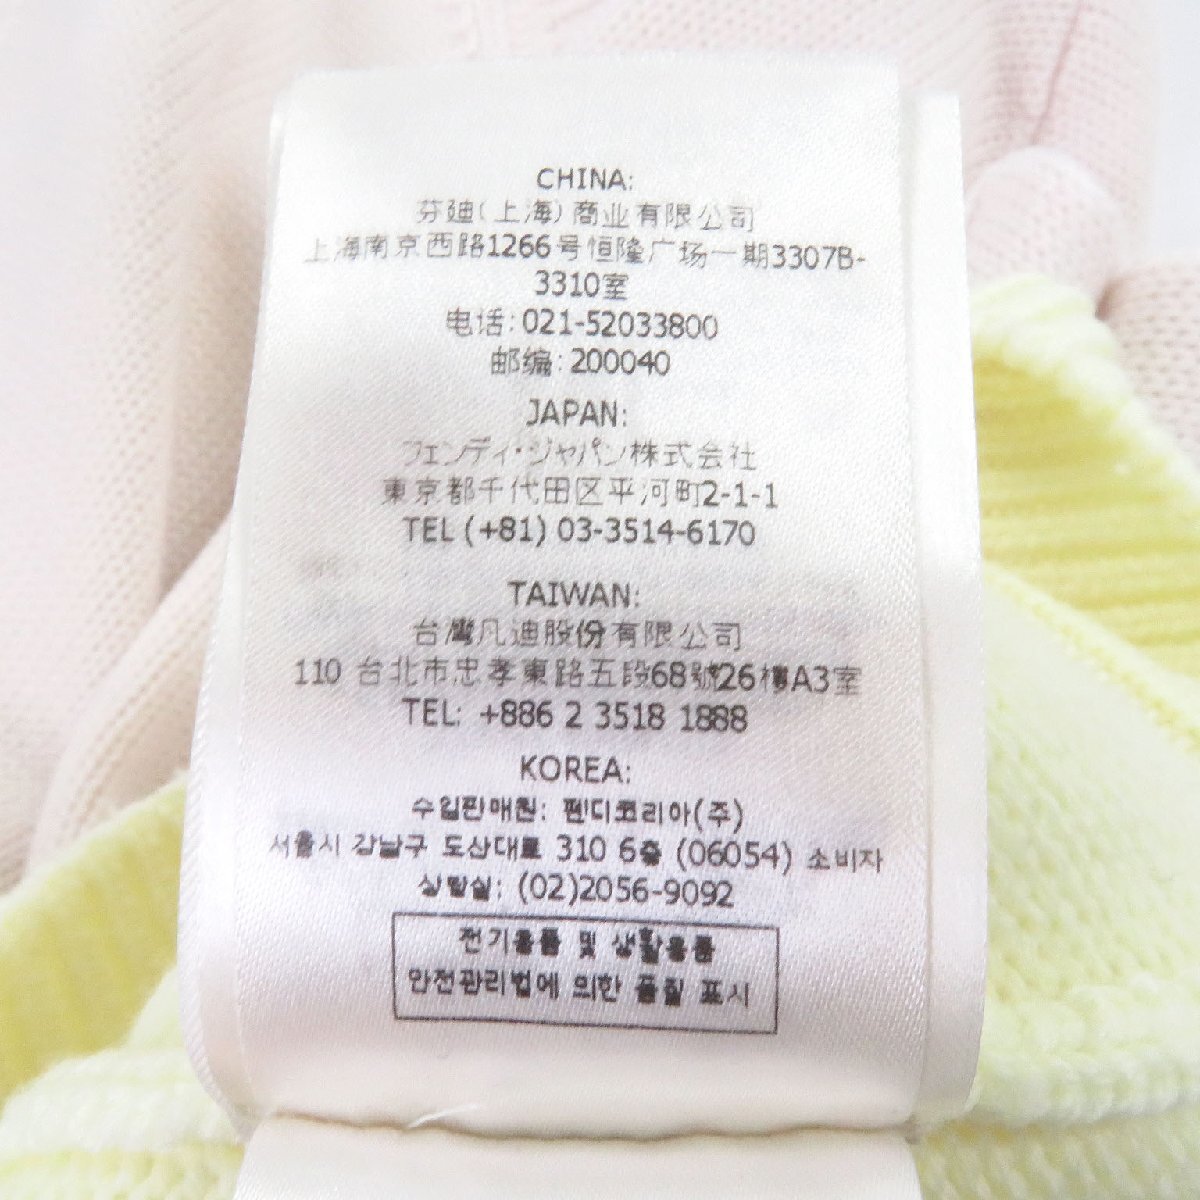 CHINA:
芬迪(上海)商业有限公司
上海南京西路1266号恒隆广场一期3307B-
3310室
电话:021-52033800
邮编:200040
JAPAN:
フェンディ・ジャパン株式会社
東京都千代田区平河町2-1-1
TEL (+81) 03-3514-6170
TAIWAN:
台灣凡迪股份有限公司
110 台北市忠孝東路五段68號26樓A3室
TEL: +886 2 3518 1888
KOREA:
수입판매원: 펜디코리아(주)
서울시 강남구 도산대로 310 6층 (06054) 소비자
상담실: (02)2056-9092
전기용품 및 생활용품
안전관리법에 의한 품질 표시